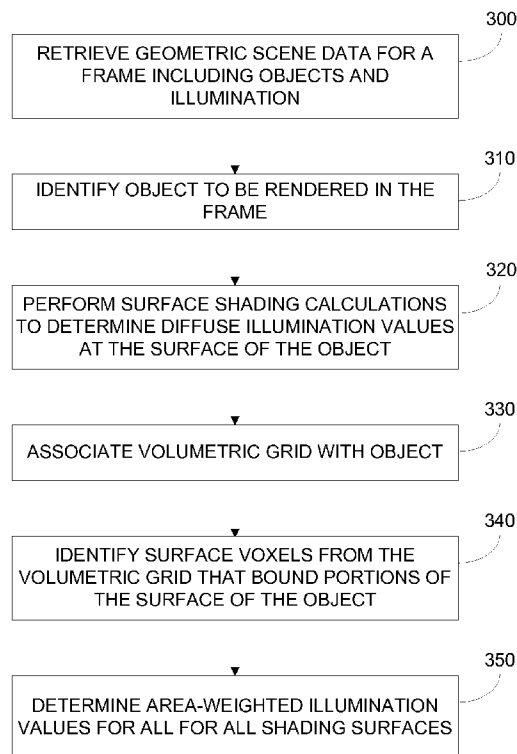 300
RETRIEVE GEOMETRIC SCENE DATA FOR A
FRAME INCLUDING OBJECTS AND
ILLUMINATION
310
IDENTIFY OBJECT TO BE RENDERED IN THE
FRAME
320
PERFORM SURFACE SHADING CALCULATIONS
TO DETERMINE DIFFUSE ILLUMINATION VALUES
AT THE SURFACE OF THE OBJECT
330
ASSOCIATE VOLUMETRIC GRID WITH OBJECT
340
IDENTIFY SURFACE VOXELS FROM THE
VOLUMETRIC GRID THAT BOUND PORTIONS OF
THE SURFACE OF THE OBJECT
350
DETERMINE AREA-WEIGHTED ILLUMINATION
VALUES FOR ALL FOR ALL SHADING SURFACES